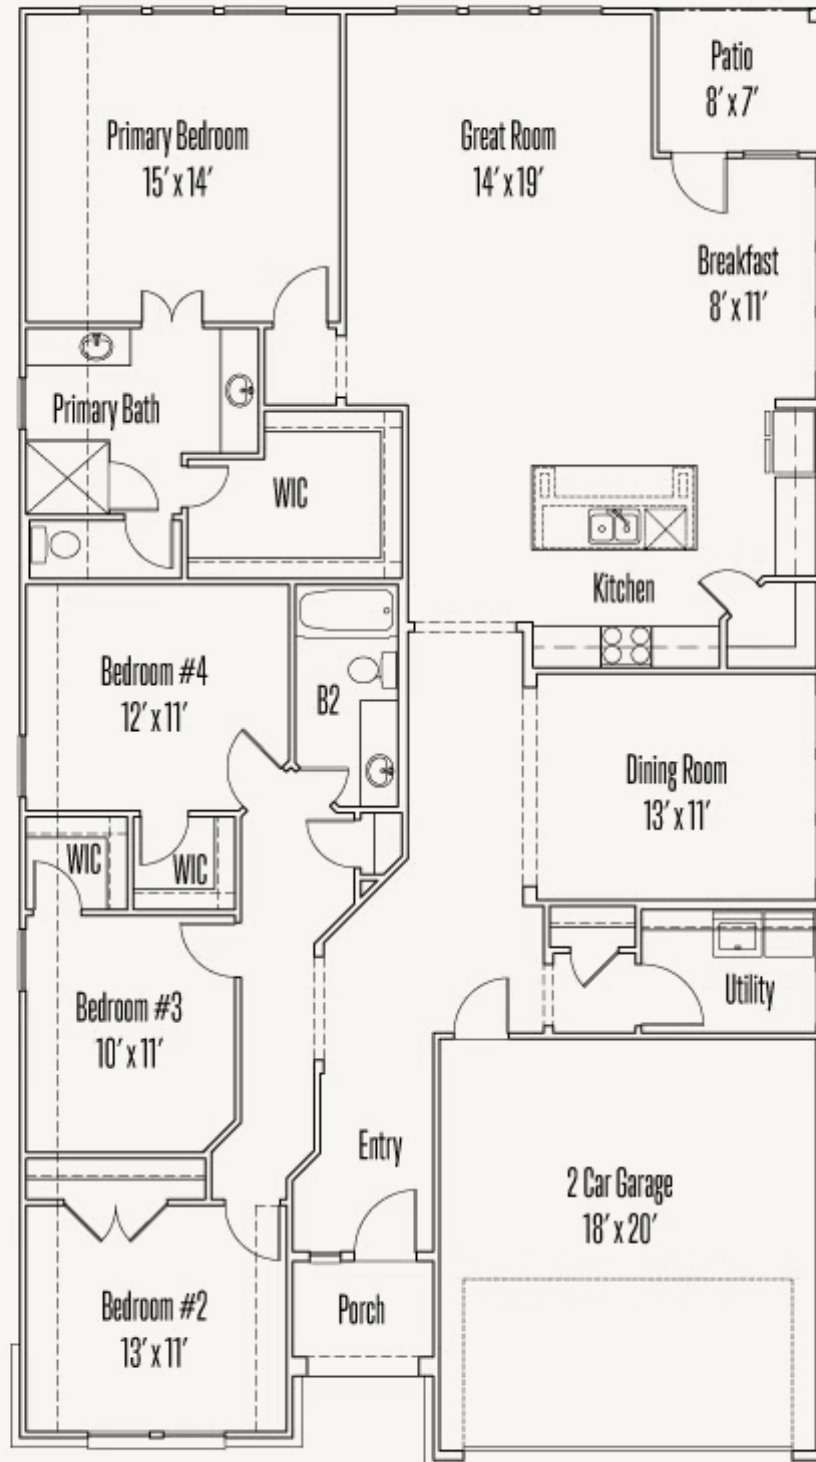 Patio
8' x 7'
Primary Bedroom
15' x 14'
Great Room
14' x 19'
Breakfast
8' x 11'
Primary Bath
WIC
Kitchen
Bedroom #4
12' x 11'
B2
Dining Room
13' x 11'
WIC
WIC
Utility
Bedroom #3
10' x 11'
Entry
2 Car Garage
18' x 20'
Bedroom #2
13' x 11'
Porch